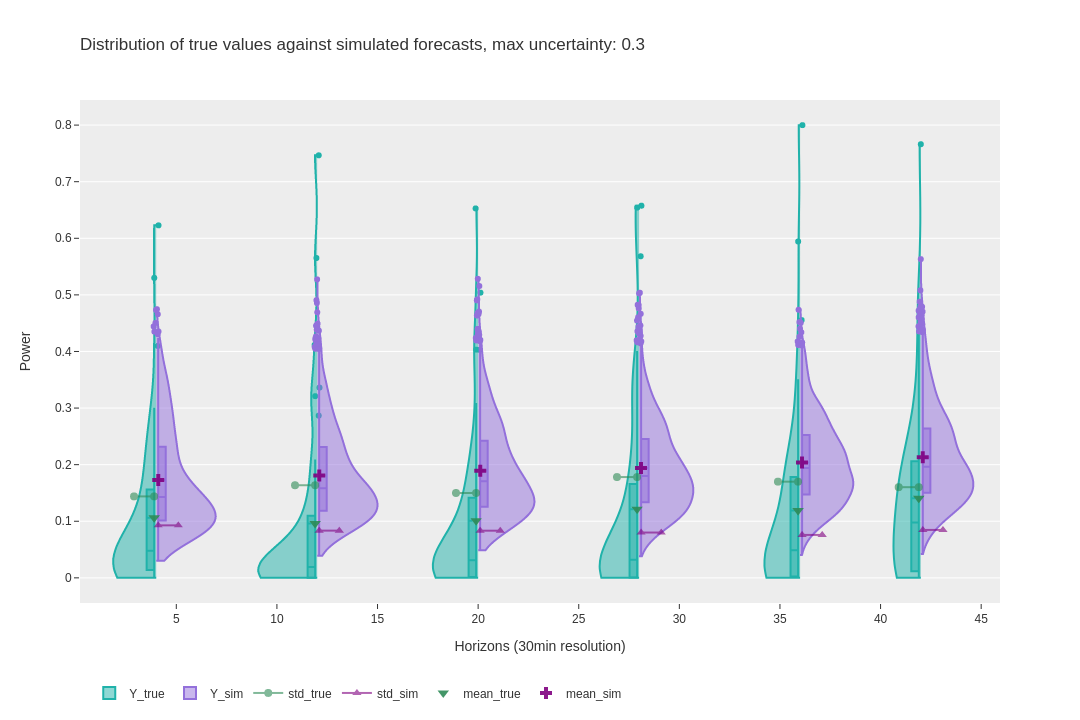 Distribution of true values against simulated forecasts, max uncertainty: 0.3
0.8
0.7
0.6
0.5
0.4
0.3
0.2
0.1
0
Power
5 10 15 20 25 30 35 40 45
Horizons (30min resolution)
Y_true Y_sim std_true std_sim mean_true mean_sim